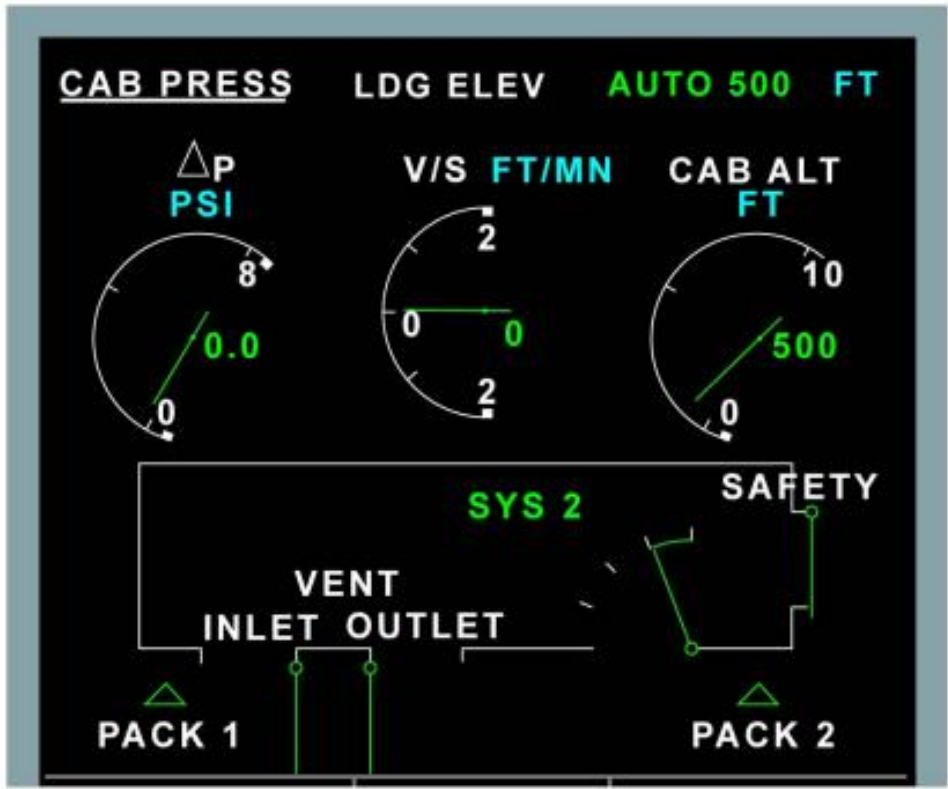 CAB PRESS LDG ELEV AUTO 500 FT
△P V/S FT/MN CAB ALT
PSI FT
2
8 10
0 0.0 0 0 500
2
0 0
SAFETY
SYS 2
VENT
INLET OUTLET
PACK 1 PACK 2